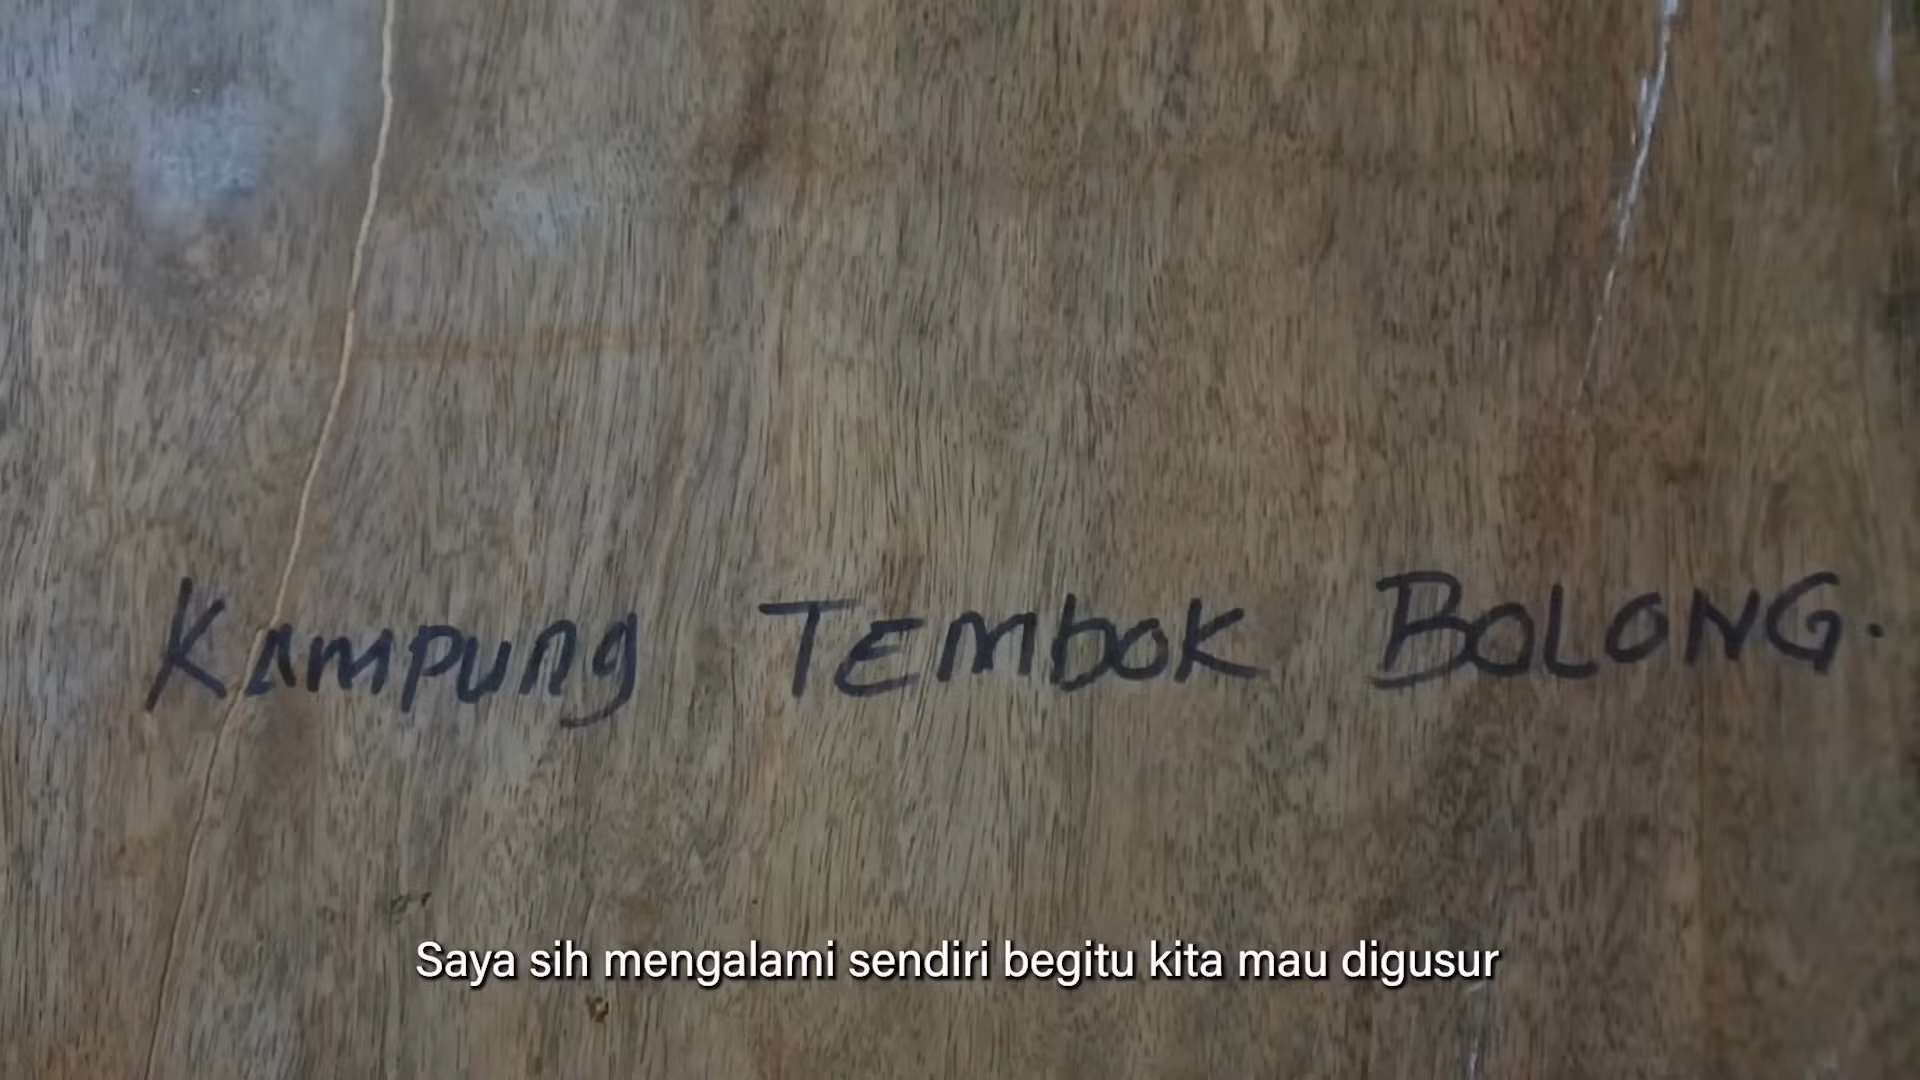 Kampung TEmboK BOLONG.
Saya sih mengalami sendiri begitu kita mau digusur